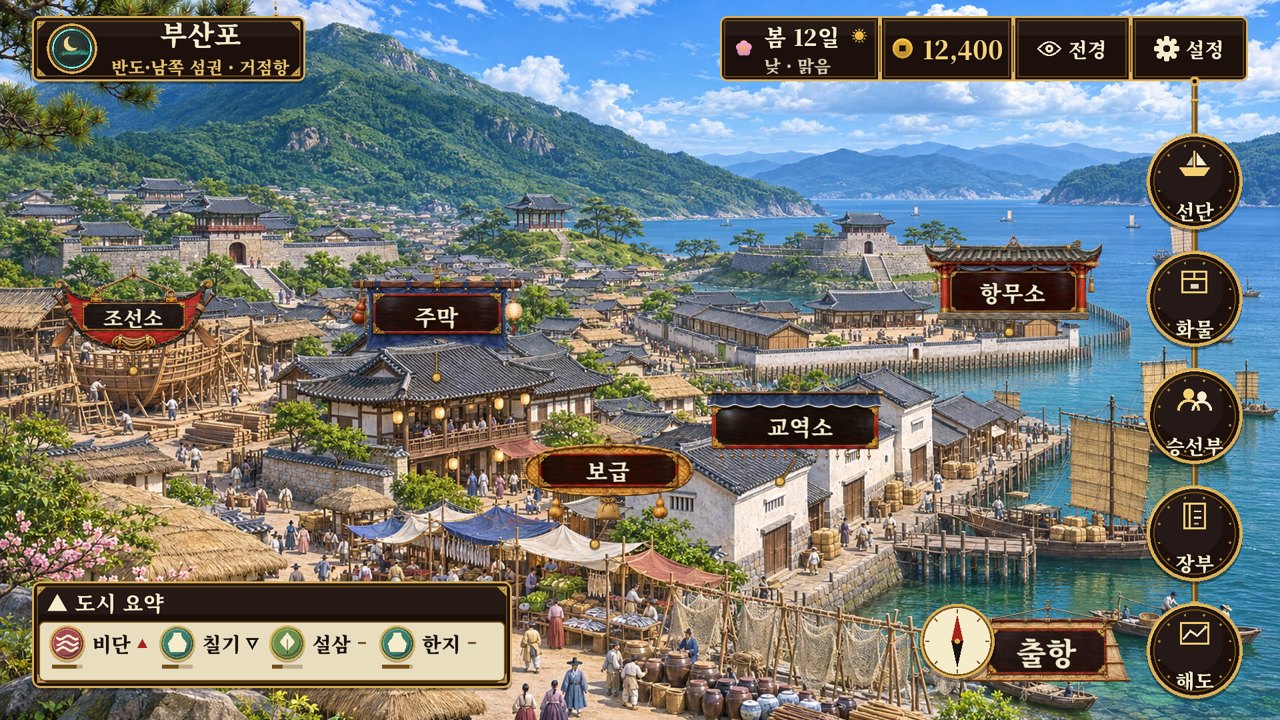 부산포
반도·남쪽 섬권 · 거점항
봄 12일
낮 · 맑음
12,400
전경
설정
선단
화물
승선부
장부
해도
조선소
주막
항무소
교역소
보급
▲ 도시 요약
비단 ▲ 칠기 ▽ 설삼 - 한지 -
출항